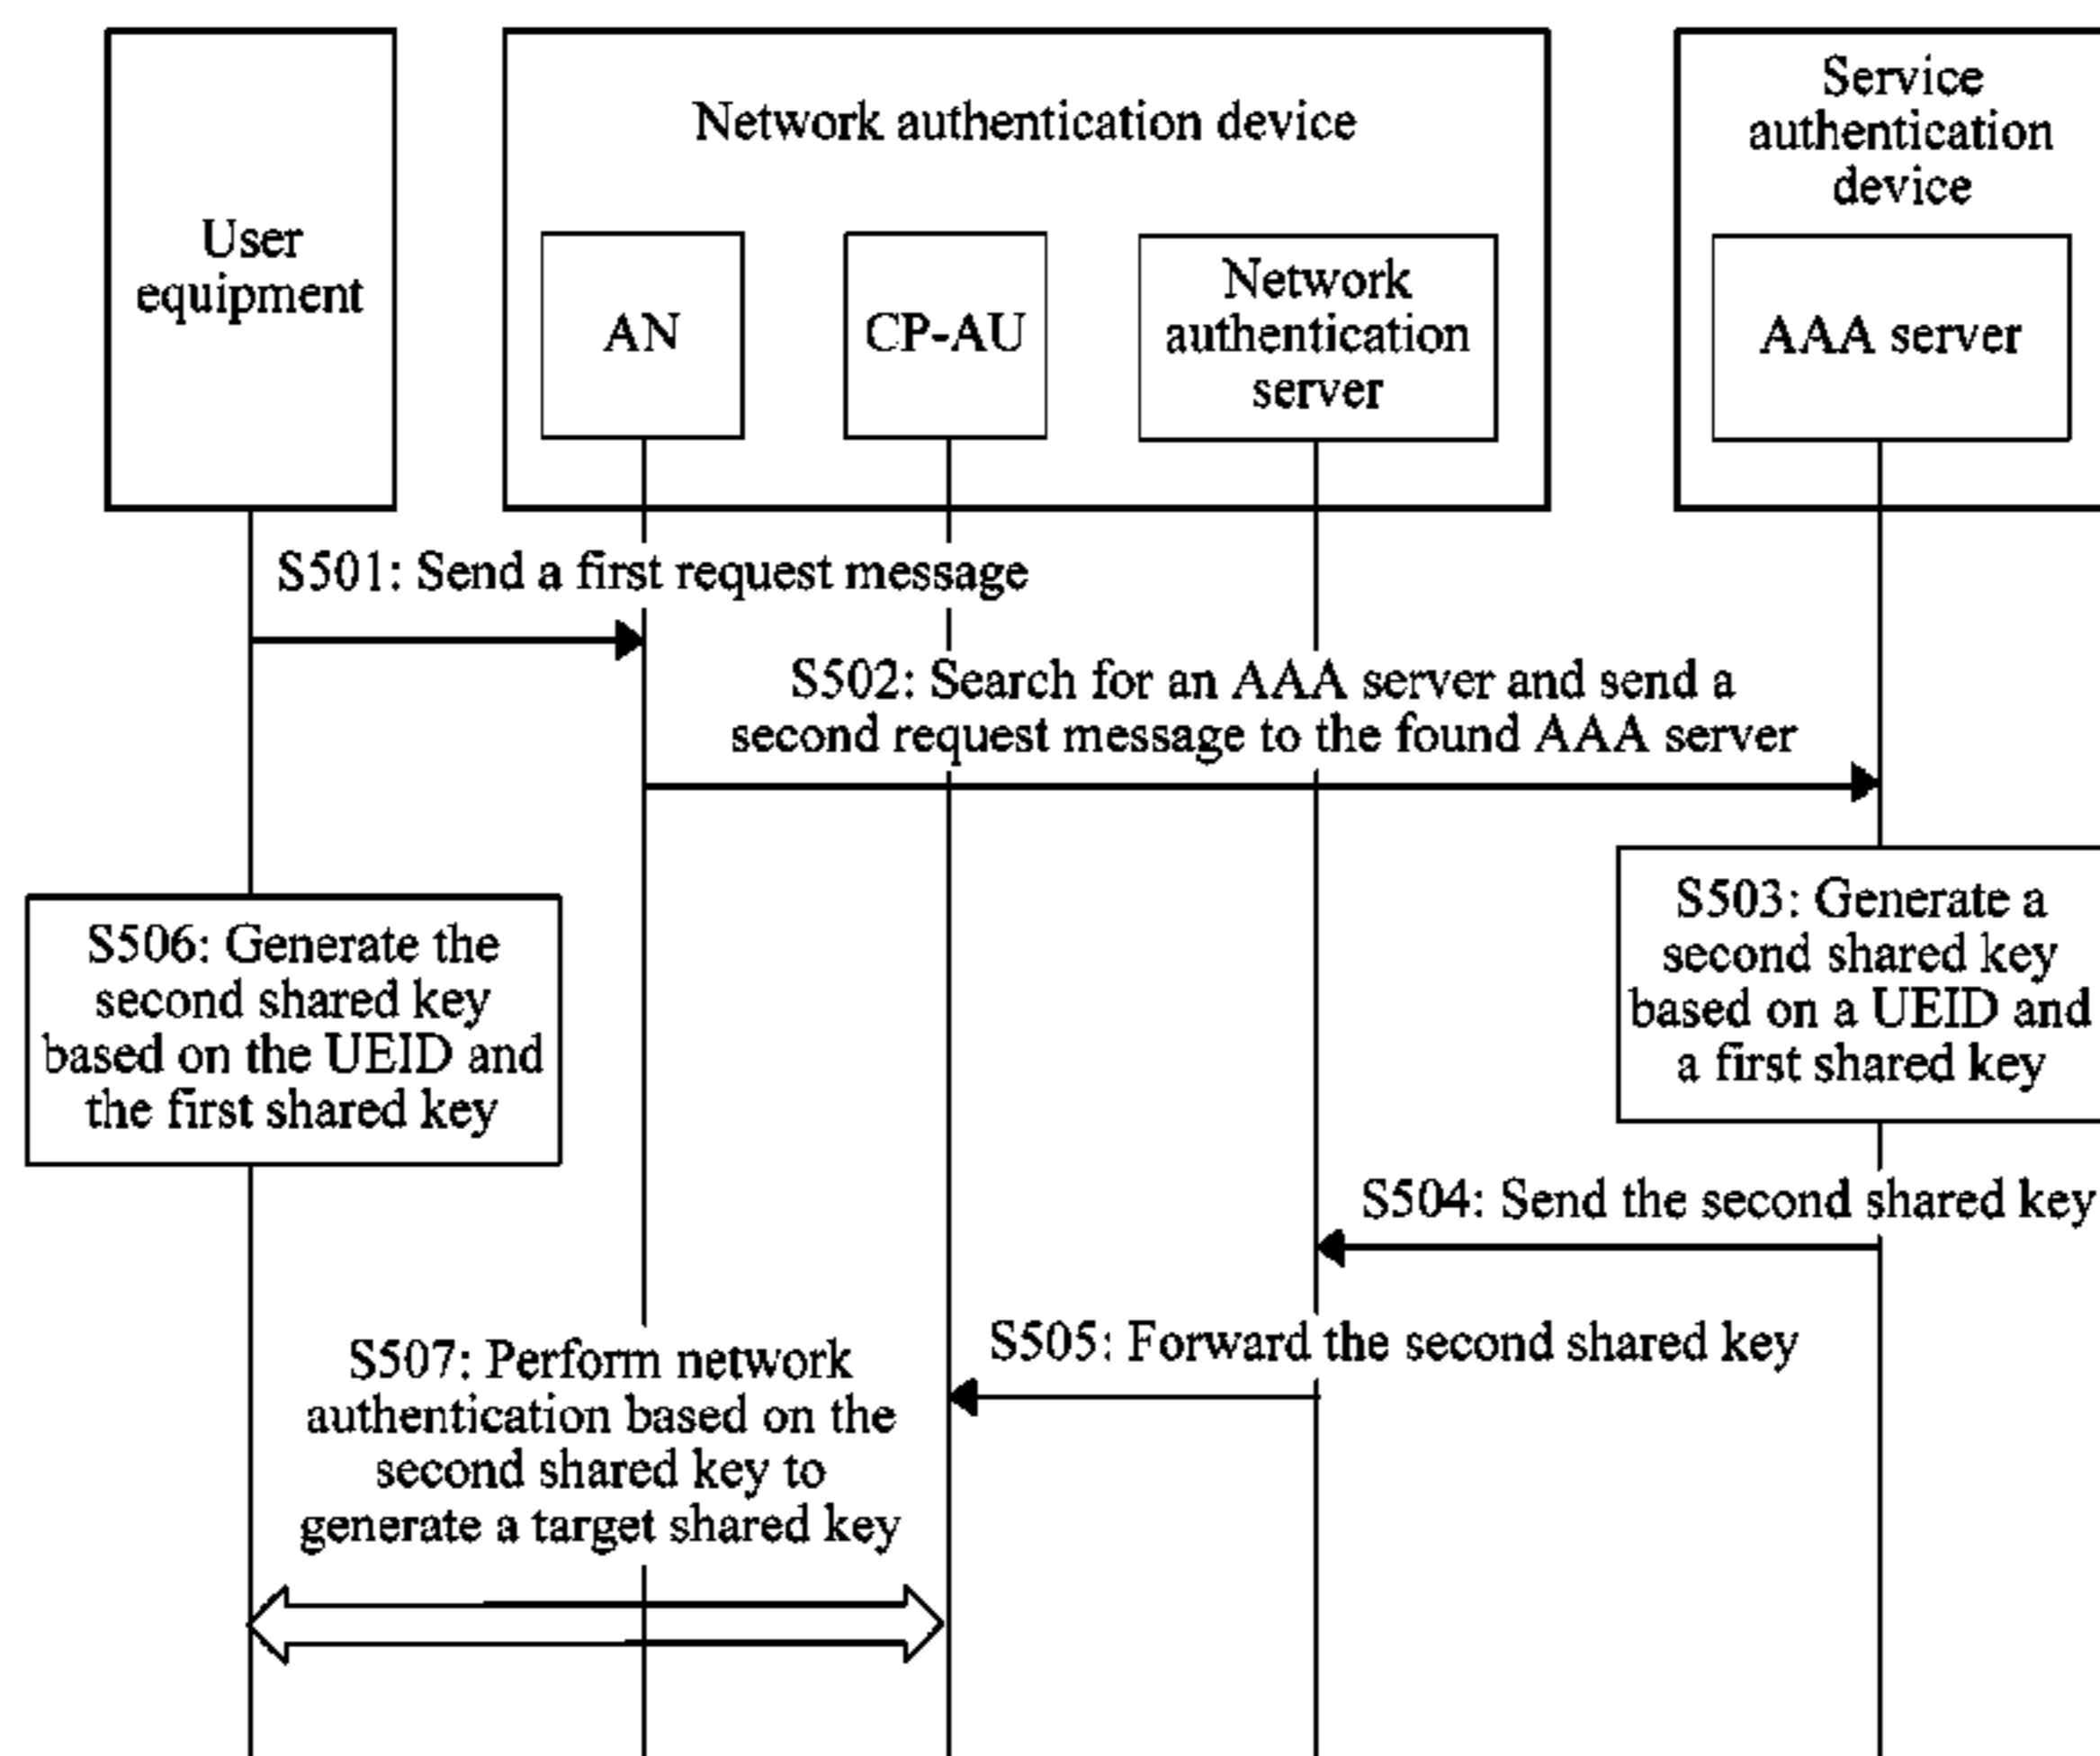 User
equipment
Network authentication device
AN
CP-AU
Network
authentication
server
Service
authentication
device
AAA server
S501: Send a first request message
S502: Search for an AAA server and send a
second request message to the found AAA server
S506: Generate the
second shared key
based on the UEID and
the first shared key
S503: Generate a
second shared key
based on a UEID and
a first shared key
S504: Send the second shared key
S505: Forward the second shared key
S507: Perform network
authentication based on the
second shared key to
generate a target shared key